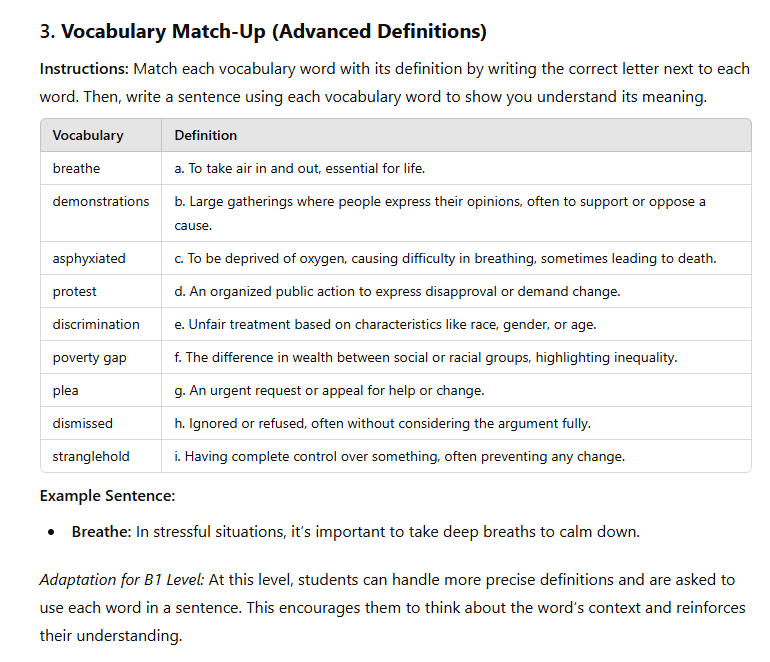 3. Vocabulary Match-Up (Advanced Definitions)
Instructions: Match each vocabulary word with its definition by writing the correct letter next to each
word. Then, write a sentence using each vocabulary word to show you understand its meaning.
Vocabulary Definition
breathe a. To take air in and out, essential for life.
demonstrations b. Large gatherings where people express their opinions, often to support or oppose a
cause.
asphyxiated c. To be deprived of oxygen, causing difficulty in breathing, sometimes leading to death.
protest d. An organized public action to express disapproval or demand change.
discrimination e. Unfair treatment based on characteristics like race, gender, or age.
poverty gap f. The difference in wealth between social or racial groups, highlighting inequality.
plea g. An urgent request or appeal for help or change.
dismissed h. Ignored or refused, often without considering the argument fully.
stranglehold i. Having complete control over something, often preventing any change.
Example Sentence:
• Breathe: In stressful situations, it's important to take deep breaths to calm down.
Adaptation for B1 Level: At this level, students can handle more precise definitions and are asked to
use each word in a sentence. This encourages them to think about the word's context and reinforces
their understanding.